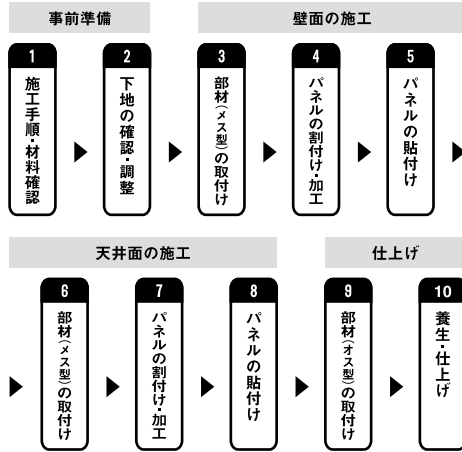 事前準備
壁面の施工
1
施工手順・材料確認
2
下地の確認・調整
3
部材（メス型）の取付け
4
パネルの割付け・加工
5
パネルの貼付け
天井面の施工
仕上げ
6
部材（メス型）の取付け
7
パネルの割付け・加工
8
パネルの貼付け
9
部材（オス型）の取付け
10
養生・仕上げ